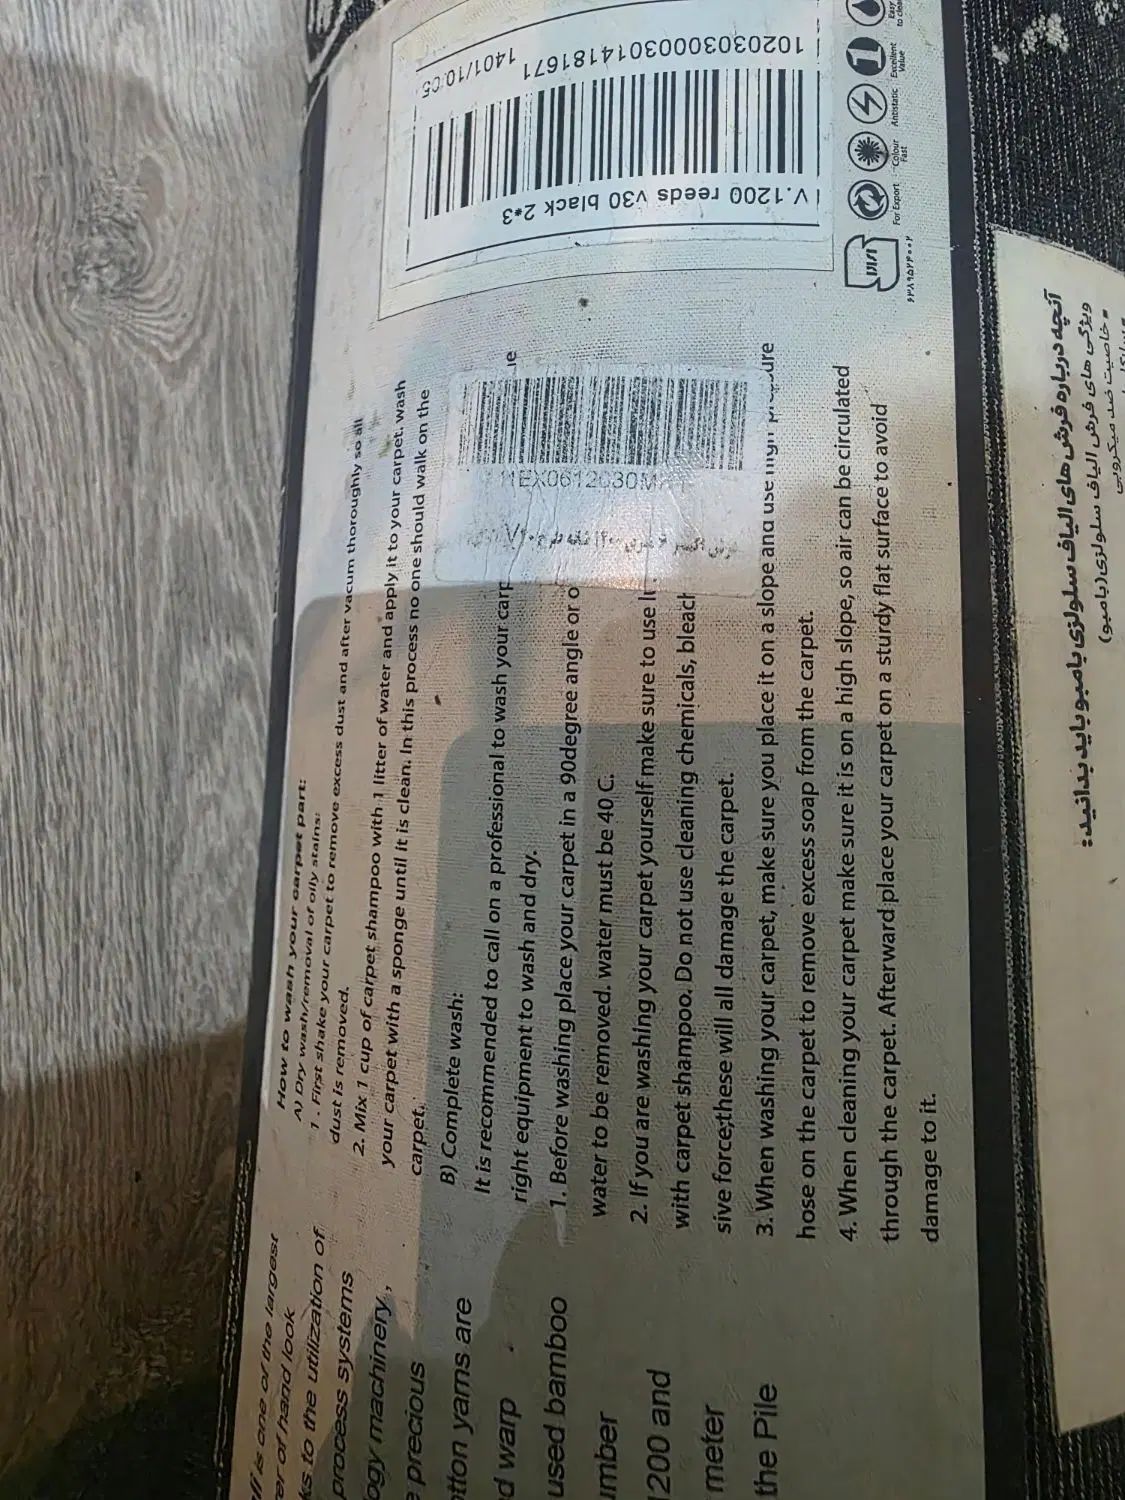 How to wash your carpet part:
A) Dry wash/removal of oily stains:
1 . First shake your carpet to remove excess dust and after vacum thoroughly so all
dust is removed.
2. Mix 1 cup of carpet shampoo with 1 litter of water and apply it to your carpet. wash
your carpet with a sponge until it is clean. In this process no one should walk on the
carpet.
B) Complete wash:
It is recommended to call on a professional to wash your
right equipment to wash and dry.
1. Before washing place your carpet in a 90degree angle or
water to be removed. water must be 40 C.
2. If you are washing your carpet yourself make sure to use
with carpet shampoo. Do not use cleaning chemicals, bleach
sive force;these will all damage the carpet.
3. When washing your carpet, make sure you place it on a slope and use
hose on the carpet to remove excess soap from the carpet.
4. When cleaning your carpet make sure it is on a high slope, so air can be circulated
through the carpet. Afterward place your carpet on a sturdy flat surface to avoid
damage to it.
is one of the largest
of hand look
to the utilization of
process systems
machinery,
precious
yarns are
warp
used bamboo
1200 and
meter
the Pile
V.1200 reeds v30 black 2*3
10203030003014181671
For Export
Colour Fast
Antistatic
Excellent Value
Easy to clean
۶۳۸۹۵۲۴۰۰۷
آنچه درباره فرش های الیاف سلولزی بامبو باید بدانید:
ویژگی های فرش الیاف سلولزی (بامبو)
• خاصیت ضد میکروبی